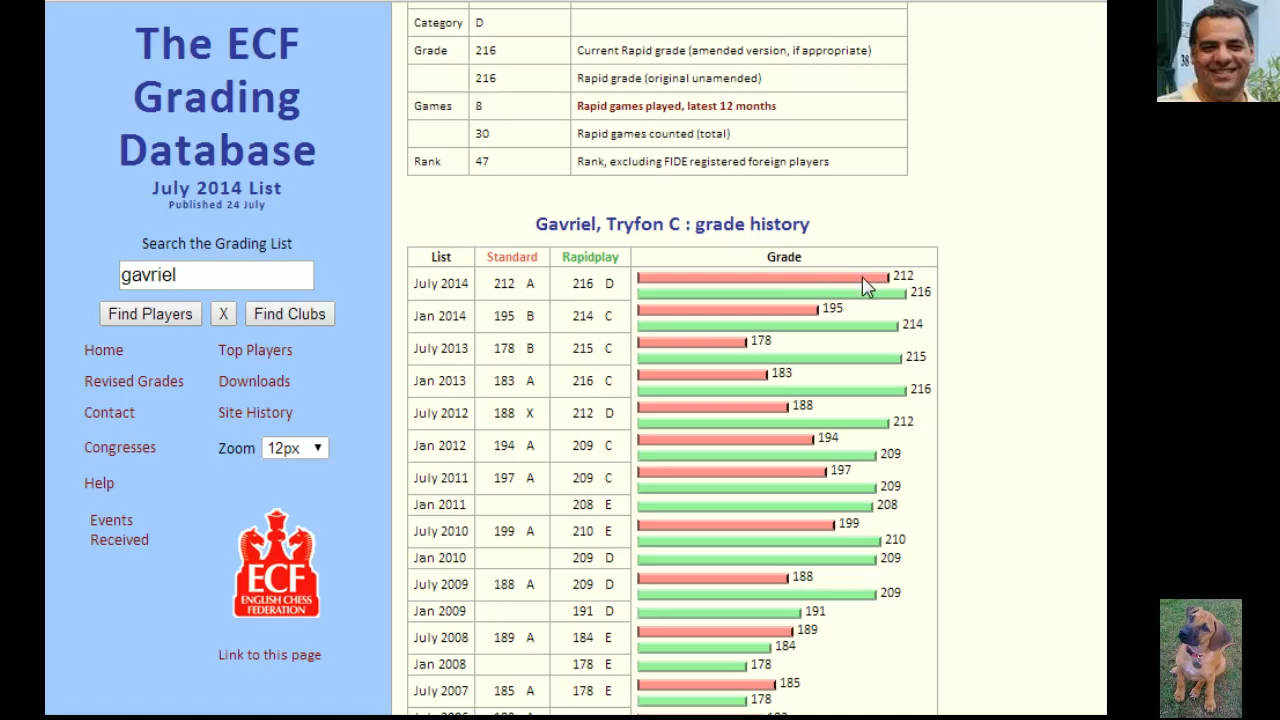 The ECF
Grading
Database
July 2014 List
Published 24 July
Search the Grading List
gavriel
Find Players X Find Clubs
Home Top Players
Revised Grades Downloads
Contact Site History
Congresses Zoom 12px
Help
Events
Received
ECF
ENGLISH CHESS
FEDERATION
Link to this page
Category D
Grade 216 Current Rapid grade (amended version, if appropriate)
216 Rapid grade (original unamended)
Games 8 Rapid games played, latest 12 months
30 Rapid games counted (total)
Rank 47 Rank, excluding FIDE registered foreign players
Gavriel, Tryfon C : grade history
List Standard Rapidplay Grade
July 2014 212 A 216 D 212 216
Jan 2014 195 B 214 C 195 214
July 2013 178 B 215 C 178 215
Jan 2013 183 A 216 C 183 216
July 2012 188 X 212 D 188 212
Jan 2012 194 A 209 C 194 209
July 2011 197 A 209 C 197 209
Jan 2011 208 E 208
July 2010 199 A 210 E 199 210
Jan 2010 209 D 209
July 2009 188 A 209 D 188 209
Jan 2009 191 D 191
July 2008 189 A 184 E 189 184
Jan 2008 178 E 178
July 2007 185 A 178 E 185 178
38